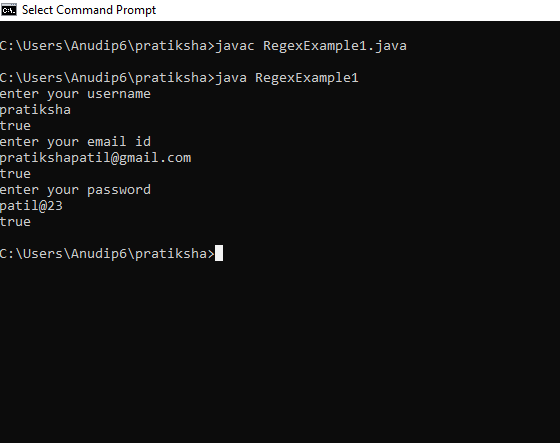 Select Command Prompt
C:\Users\Anudip6\pratiksha>javac RegexExample1.java
C:\Users\Anudip6\pratiksha>java RegexExample1
enter your username
pratiksha
true
enter your email id
pratikshapatil@gmail.com
true
enter your password
patil@23
true
C:\Users\Anudip6\pratiksha>